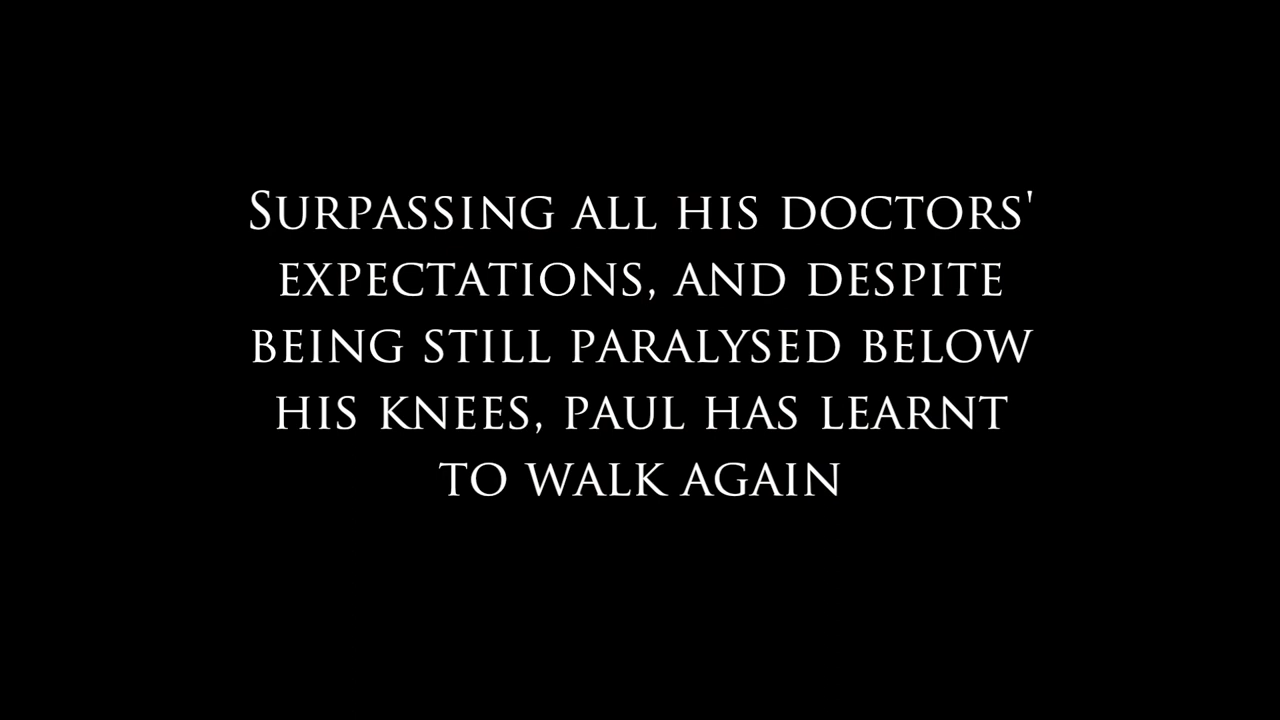 Surpassing all his doctors'
expectations, and despite
being still paralysed below
his knees, paul has learnt
to walk again